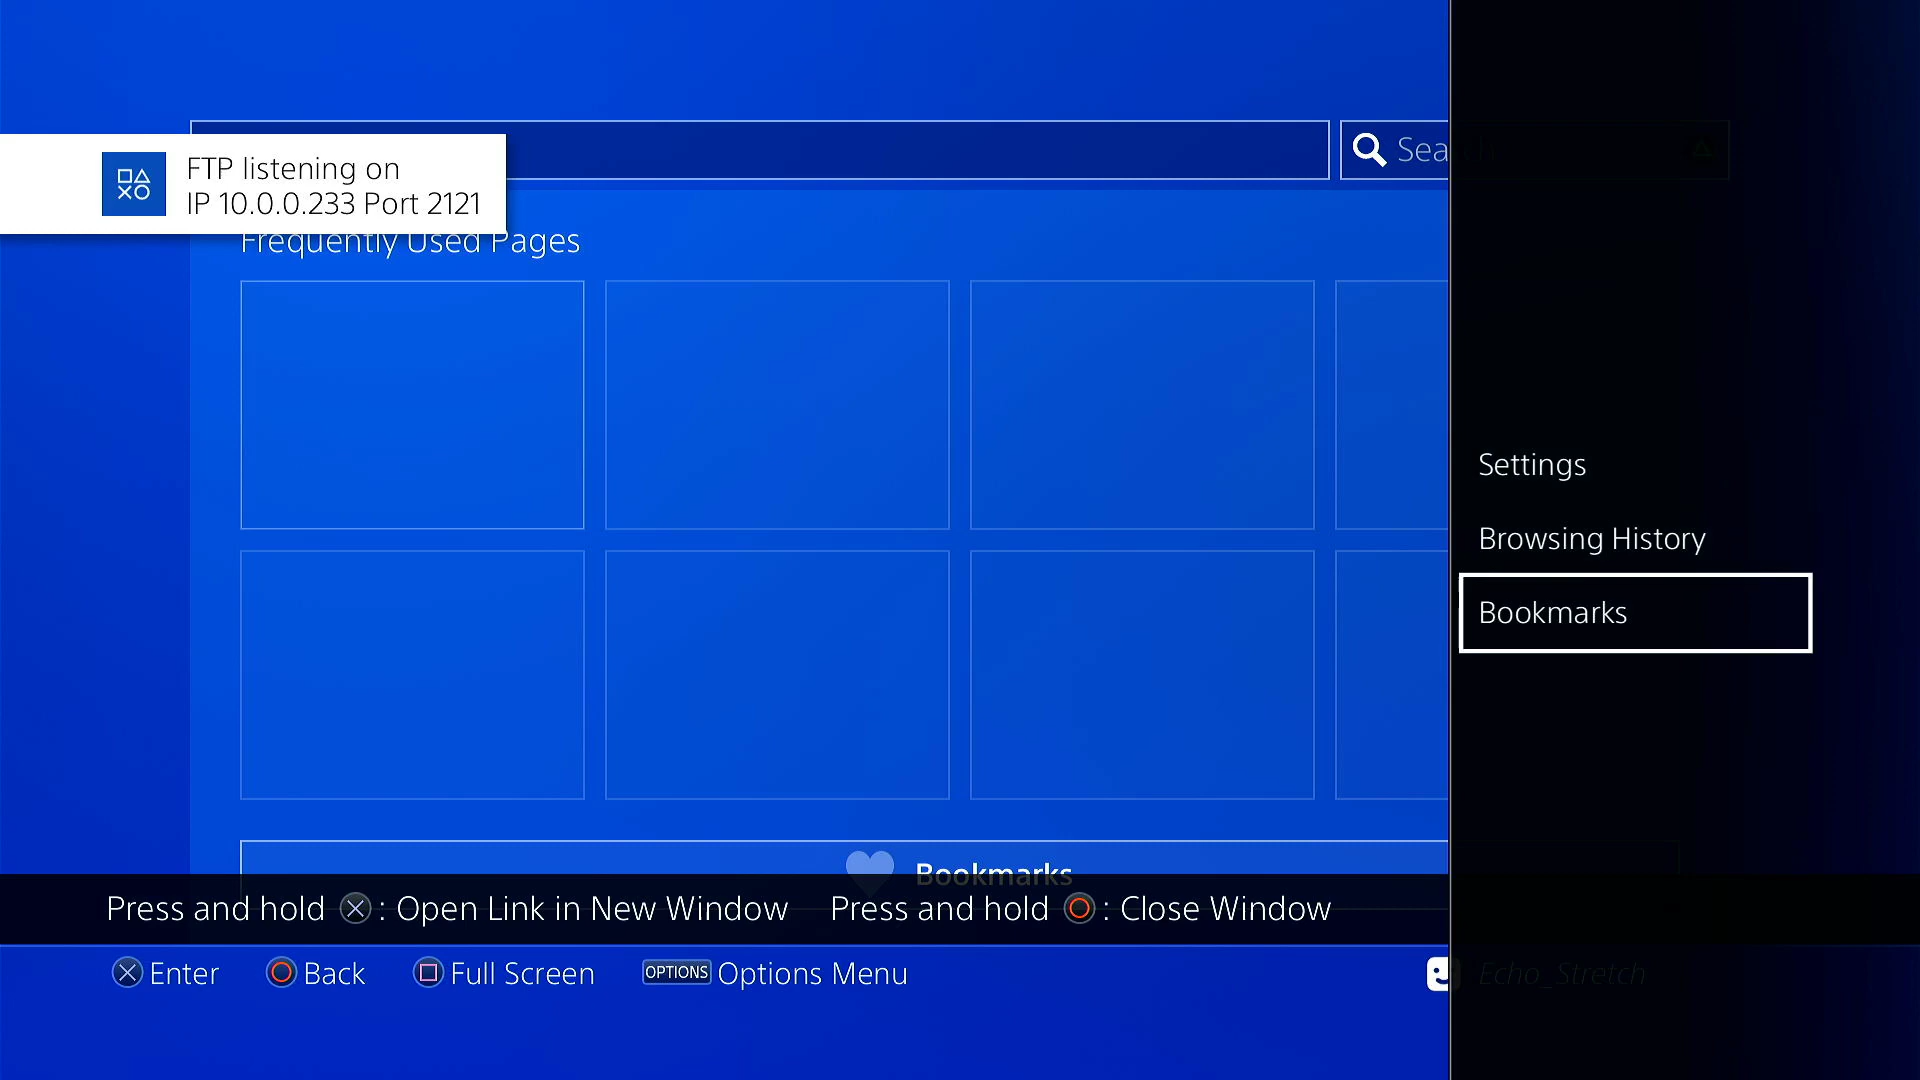 Search
FTP listening on
IP 10.0.0.233 Port 2121
Frequently Used Pages
Settings
Browsing History
Bookmarks
Bookmarks
Press and hold : Open Link in New Window Press and hold : Close Window
Enter Back Full Screen OPTIONS Options Menu Echo_Stretch